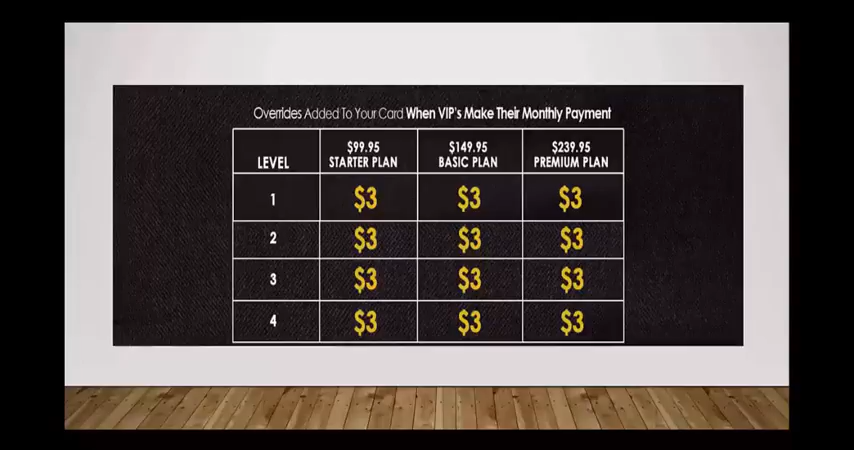 Overrides Added To Your Card When VIP's Make Their Monthly Payment
LEVEL
$99.95
STARTER PLAN
$149.95
BASIC PLAN
$239.95
PREMIUM PLAN
1 $3 $3 $3
2 $3 $3 $3
3 $3 $3 $3
4 $3 $3 $3